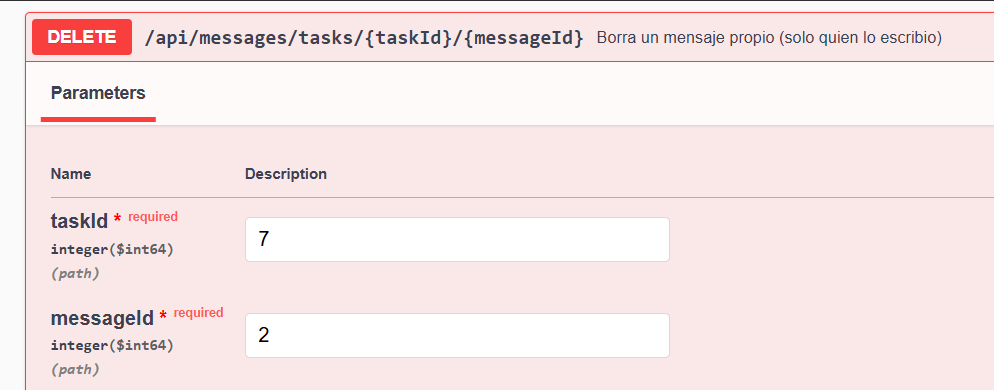 DELETE /api/messages/tasks/{taskId}/{messageId} Borra un mensaje propio (solo quien lo escribio)
Parameters
Name Description
taskId * required
integer($int64)
(path)
7
messageId * required
integer($int64)
(path)
2